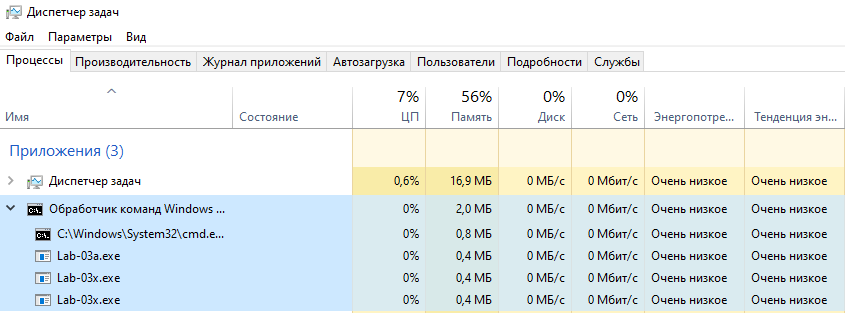 Диспетчер задач
Файл Параметры Вид
Процессы Производительность Журнал приложений Автозагрузка Пользователи Подробности Службы
7% 56% 0% 0%
Имя Состояние ЦП Память Диск Сеть Энергопотре... Тенденция эн...
Приложения (3)
Диспетчер задач 0,6% 16,9 МБ 0 МБ/с 0 Мбит/с Очень низкое Очень низкое
Обработчик команд Windows ... 0% 2,0 МБ 0 МБ/с 0 Мбит/с Очень низкое Очень низкое
C:\Windows\System32\cmd.e... 0% 0,8 МБ 0 МБ/с 0 Мбит/с Очень низкое Очень низкое
Lab-03a.exe 0% 0,4 МБ 0 МБ/с 0 Мбит/с Очень низкое Очень низкое
Lab-03x.exe 0% 0,4 МБ 0 МБ/с 0 Мбит/с Очень низкое Очень низкое
Lab-03x.exe 0% 0,4 МБ 0 МБ/с 0 Мбит/с Очень низкое Очень низкое